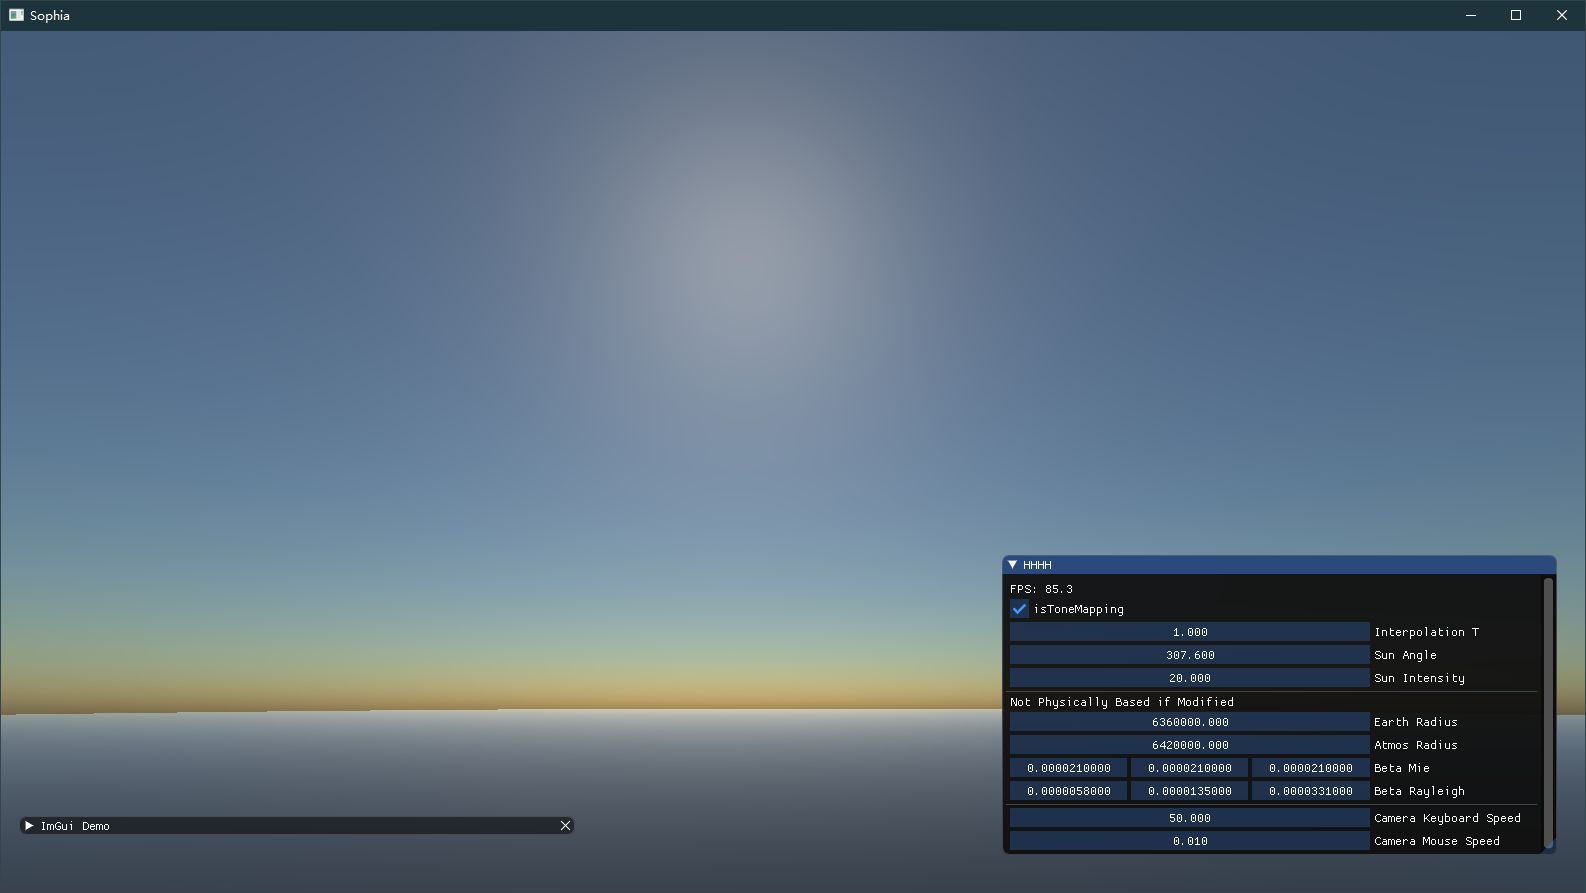 Sophia
HHHH
FPS: 85.3
isToneMapping
1.000 Interpolation T
307.600 Sun Angle
20.000 Sun Intensity
Not Physically Based if Modified
6360000.000 Earth Radius
6420000.000 Atmos Radius
0.0000210000 0.0000210000 0.0000210000 Beta Mie
0.0000058000 0.0000135000 0.0000331000 Beta Rayleigh
50.000 Camera Keyboard Speed
0.010 Camera Mouse Speed
ImGui Demo